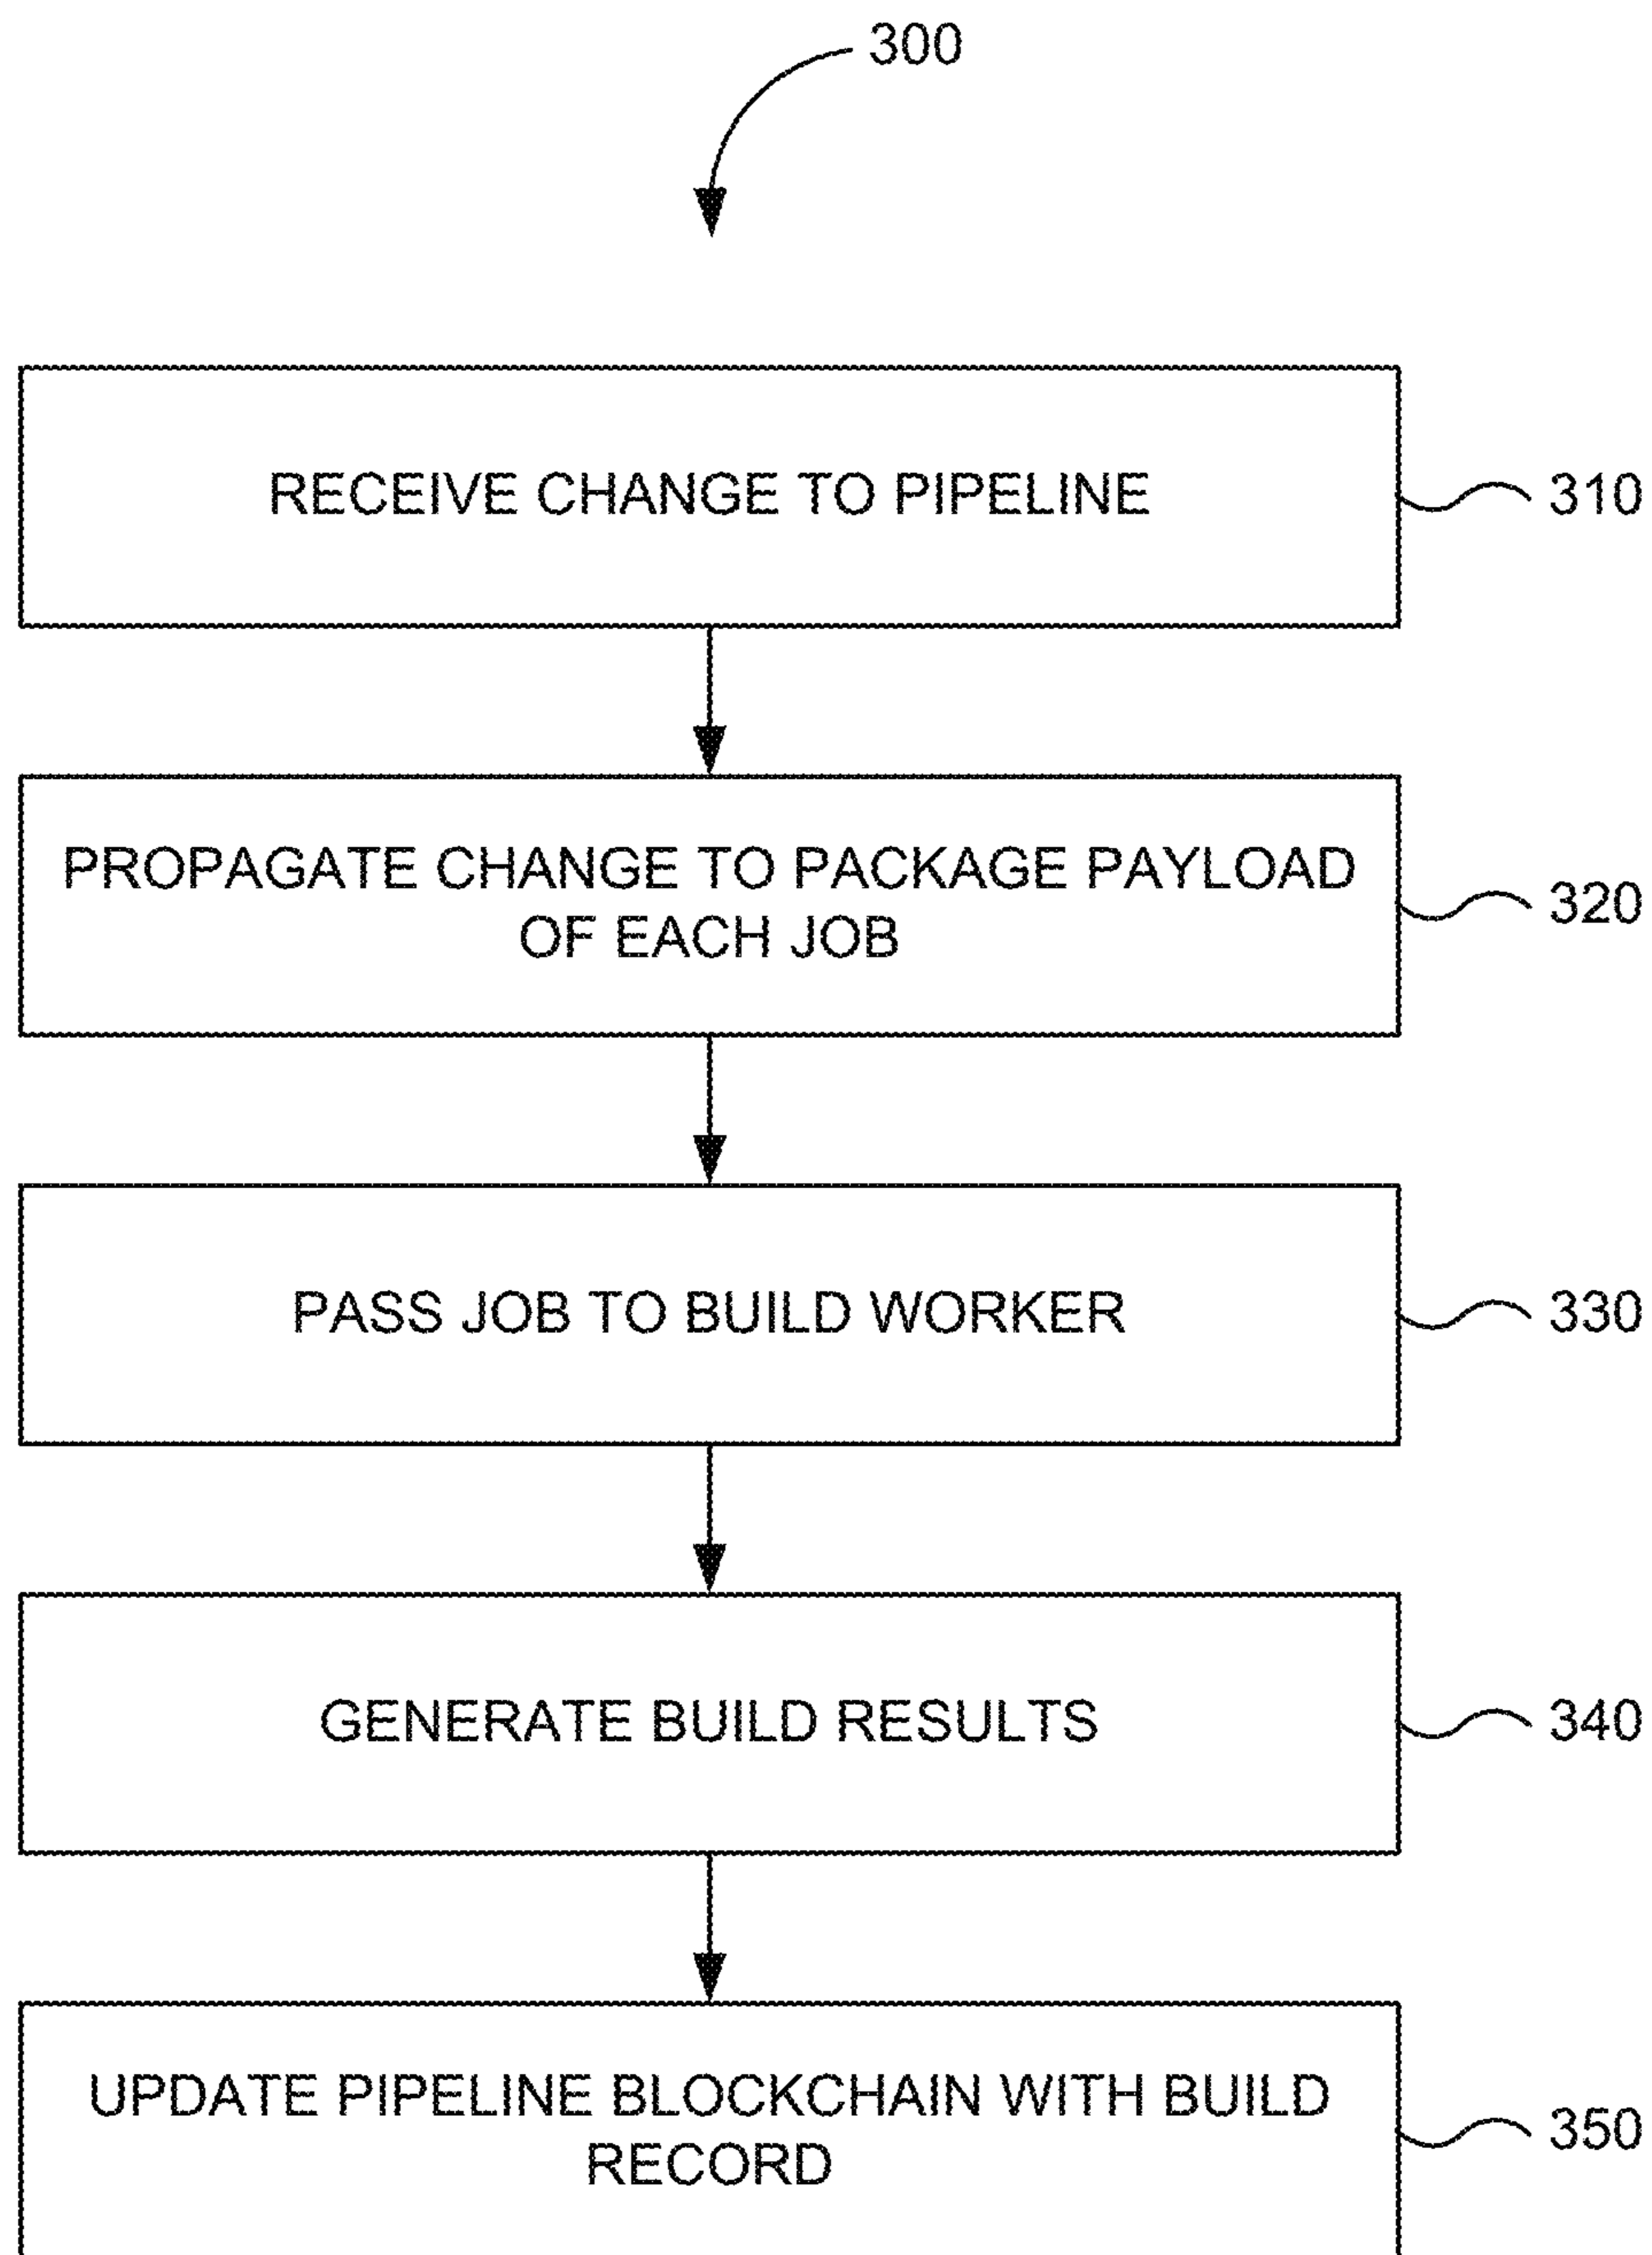 300
RECEIVE CHANGE TO PIPELINE
310
PROPAGATE CHANGE TO PACKAGE PAYLOAD
OF EACH JOB
320
PASS JOB TO BUILD WORKER
330
GENERATE BUILD RESULTS
340
UPDATE PIPELINE BLOCKCHAIN WITH BUILD
RECORD
350